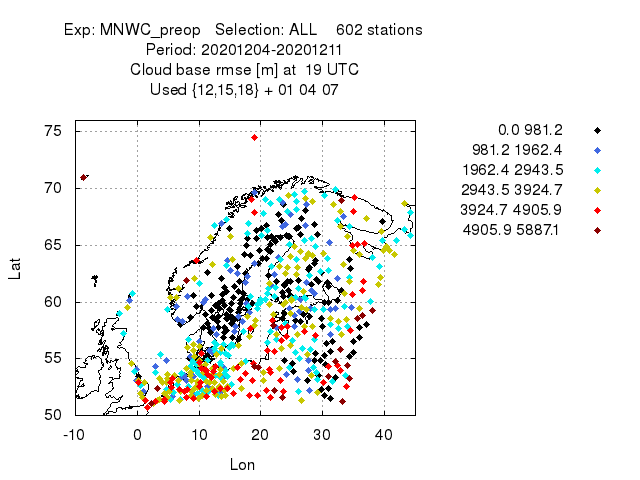 Exp: MNWC_preop   Selection: ALL    602 stations
Period: 20201204-20201211
Cloud base rmse [m] at  19 UTC
Used {12,15,18} + 01 04 07
0.0 981.2
981.2 1962.4
1962.4 2943.5
2943.5 3924.7
3924.7 4905.9
4905.9 5887.1
75
70
65
60
55
50
Lat
-10 0 10 20 30 40
Lon